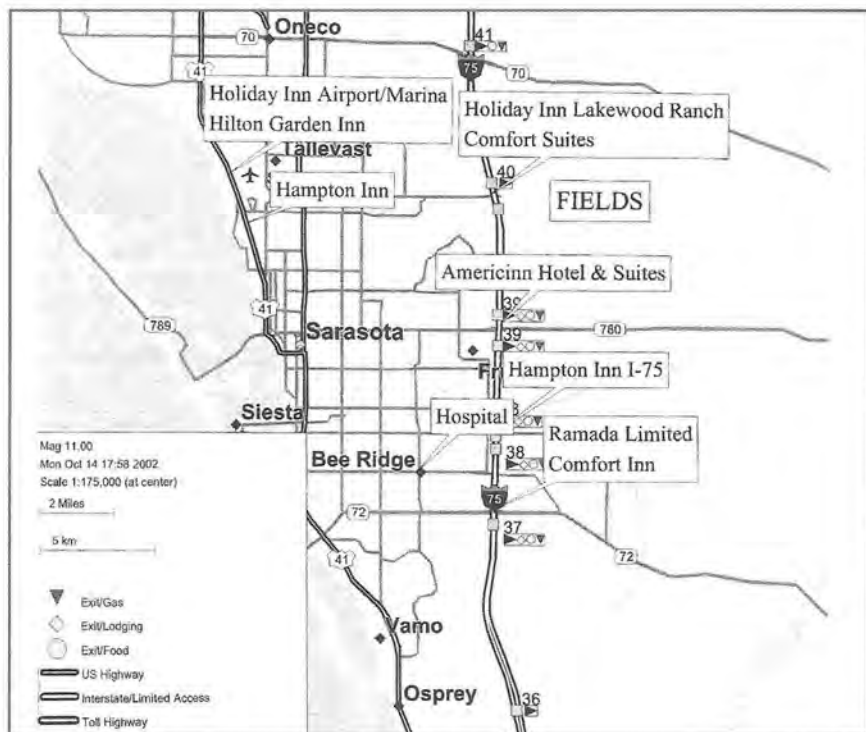 Oneco
70
41
41
75
70
Holiday Inn Airport/Marina
Hilton Garden Inn
Holiday Inn Lakewood Ranch
Comfort Suites
Tallevast
40
Hampton Inn
FIELDS
Americinn Hotel & Suites
39
41
789
Sarasota
780
39
Fr
Hampton Inn I-75
Siesta
Hospital
Ramada Limited
Comfort Inn
Mag 11.00
Mon Oct 14 17:58 2002
Scale 1:175,000 (at center)
2 Miles
5 km
Bee Ridge
38
75
72
37
41
72
Exit/Gas
Exit/Lodging
Exit/Food
US Highway
Interstate/Limited Access
Toll Highway
Vamo
Osprey
36